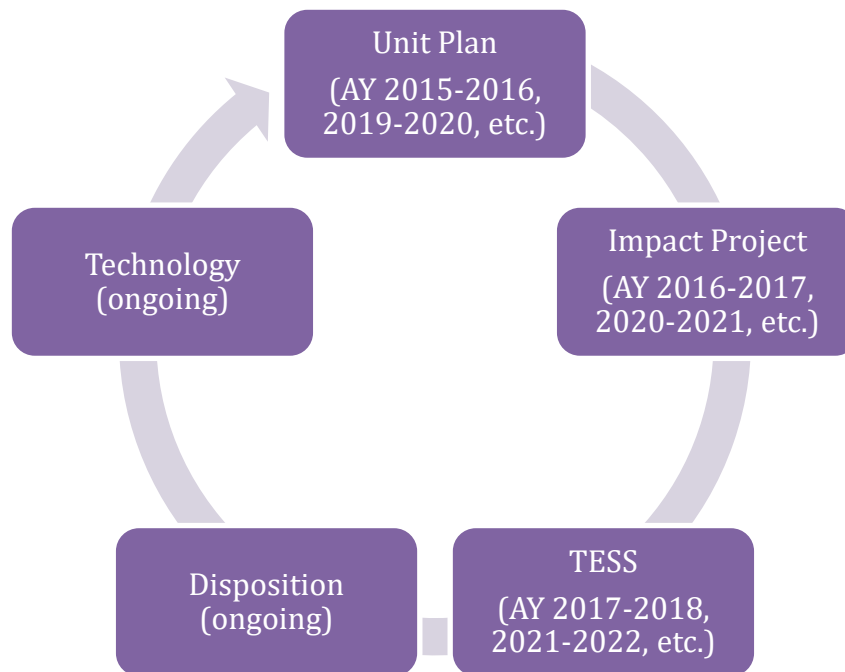 Unit Plan
(AY 2015-2016,
2019-2020, etc.)
Impact Project
(AY 2016-2017,
2020-2021, etc.)
TESS
(AY 2017-2018,
2021-2022, etc.)
Disposition
(ongoing)
Technology
(ongoing)